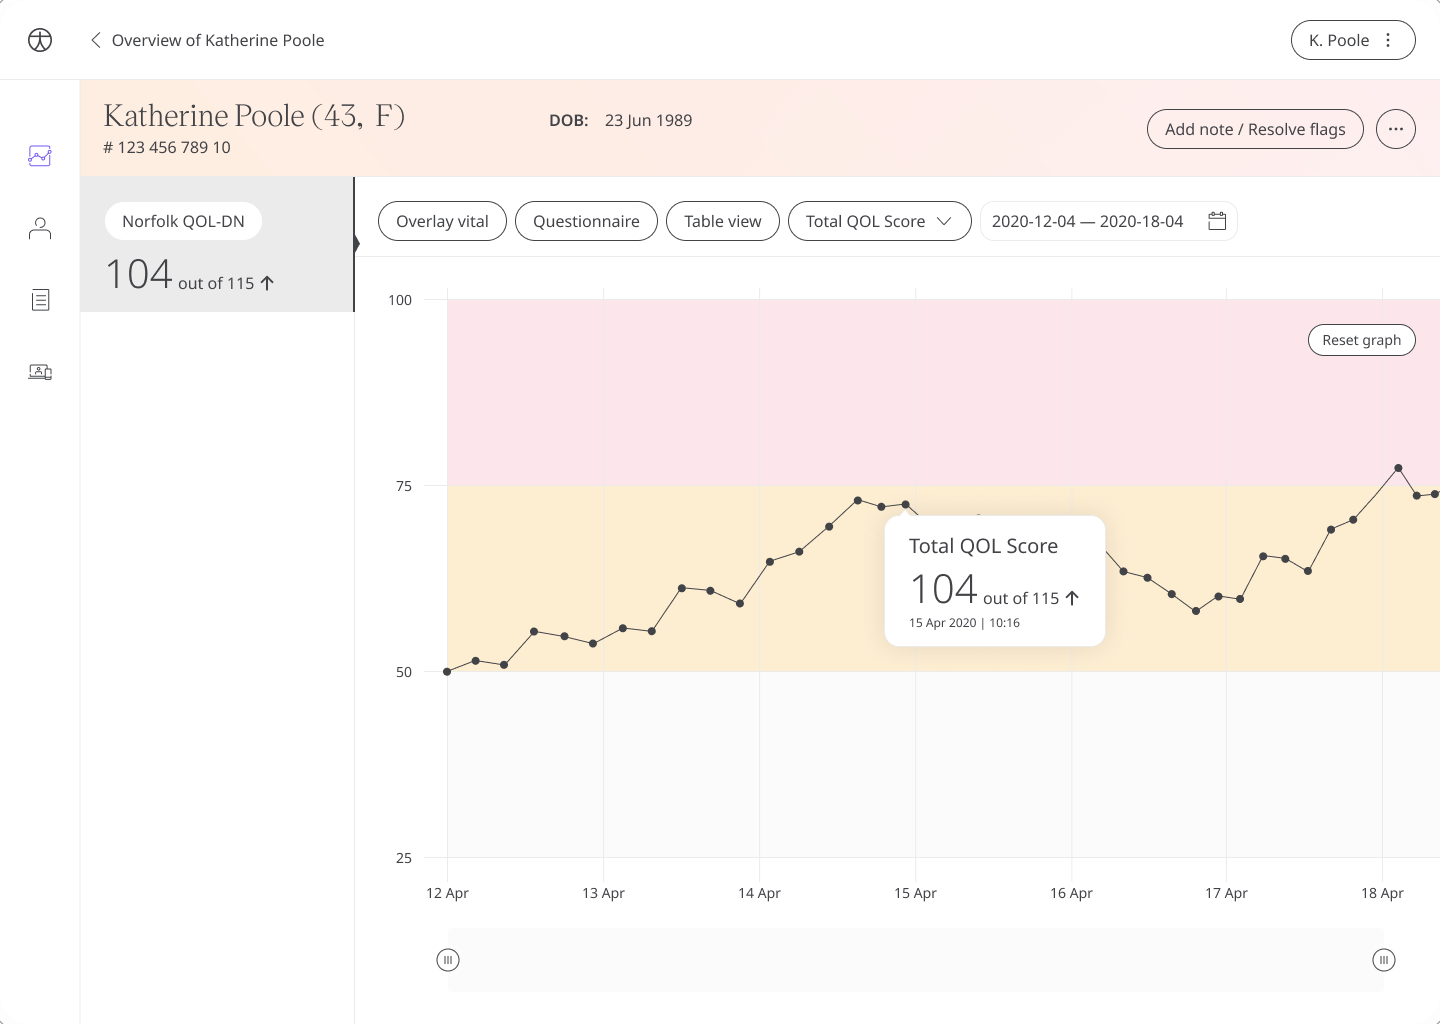 Overview of Katherine Poole
K. Poole
Katherine Poole (43, F)
# 123 456 789 10
DOB: 23 Jun 1989
Add note / Resolve flags
Norfolk QOL-DN
104 out of 115 ↑
Overlay vital
Questionnaire
Table view
Total QOL Score
2020-12-04 — 2020-18-04
100
Reset graph
75
Total QOL Score
104 out of 115 ↑
15 Apr 2020 | 10:16
50
25
12 Apr
13 Apr
14 Apr
15 Apr
16 Apr
17 Apr
18 Apr